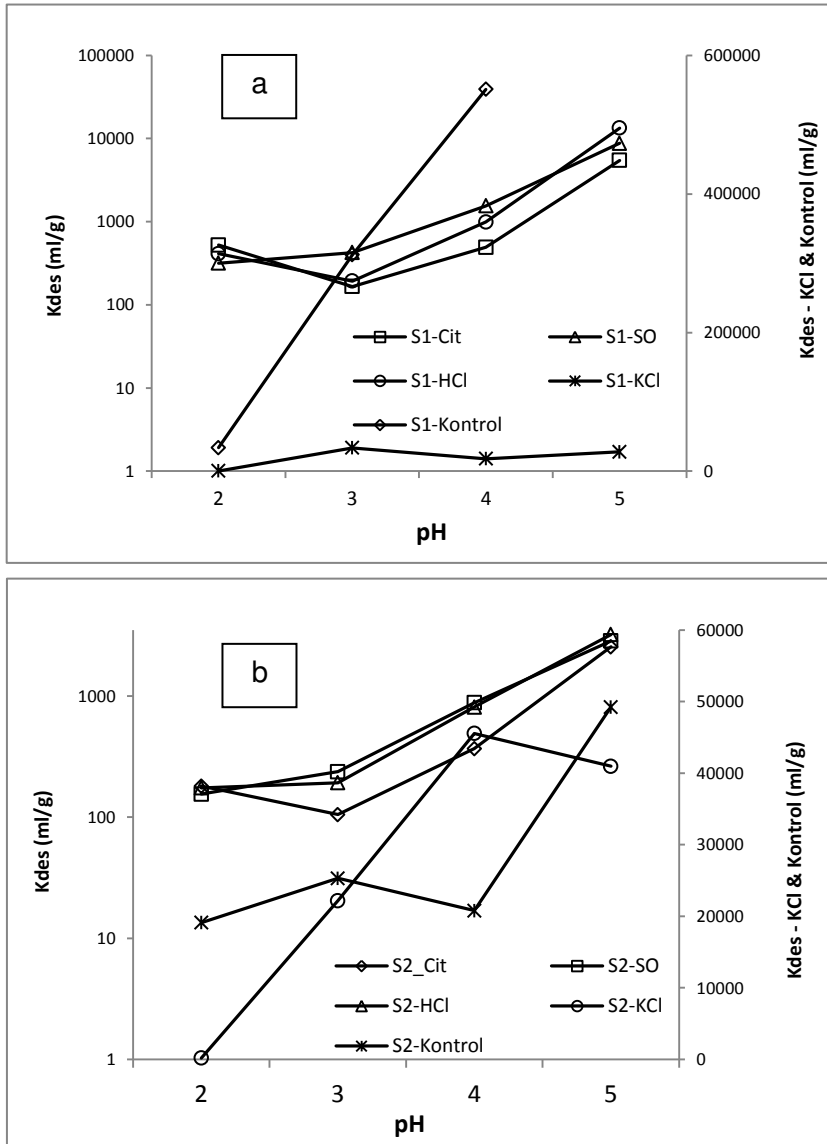 a
100000
10000
1000
100
10
1
Kdes (ml/g)
600000
400000
200000
0
Kdes - KCl & Kontrol (ml/g)
S1-Cit S1-SO
S1-HCl S1-KCl
S1-Kontrol
2 3 4 5
pH
b
1000
100
10
1
Kdes (ml/g)
60000
50000
40000
30000
20000
10000
0
Kdes - KCl & Kontrol (ml/g)
S2_Cit S2-SO
S2-HCl S2-KCl
S2-Kontrol
2 3 4 5
pH